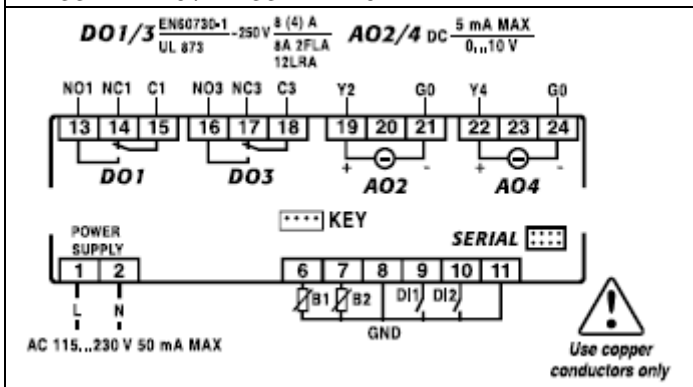 DO1/3 EN60730-1 UL 873 ~250V 8 (4) A 8A 2FLA 12LRA AO2/4 DC 5 mA MAX 0...10 V
NO1 NC1 C1 NO3 NC3 C3 Y2 G0 Y4 G0
13 14 15 16 17 18 19 20 21 22 23 24
+ - + -
DO1 DO3 AO2 AO4
KEY
POWER
SUPPLY
SERIAL
1 2 6 7 8 9 10 11
B1 B2 DI1 DI2
L N
GND
AC 115...230 V 50 mA MAX
!
Use copper
conductors only